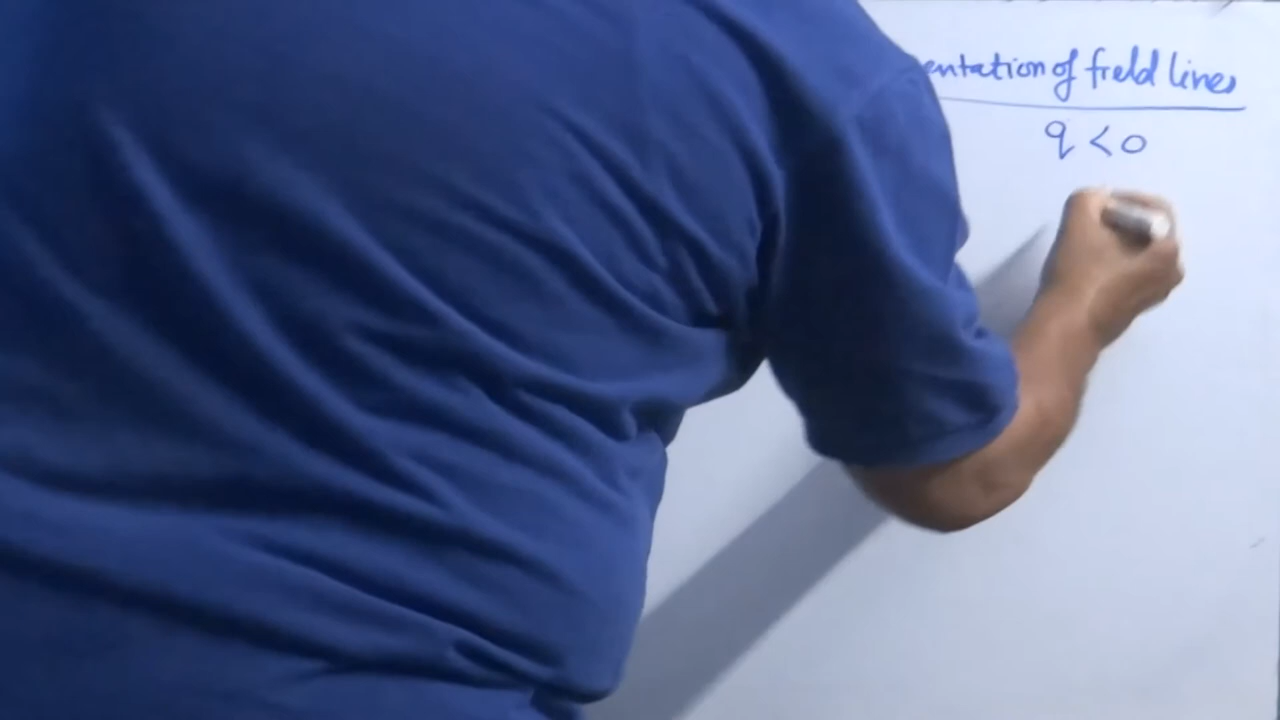 entation of field lines
q < 0